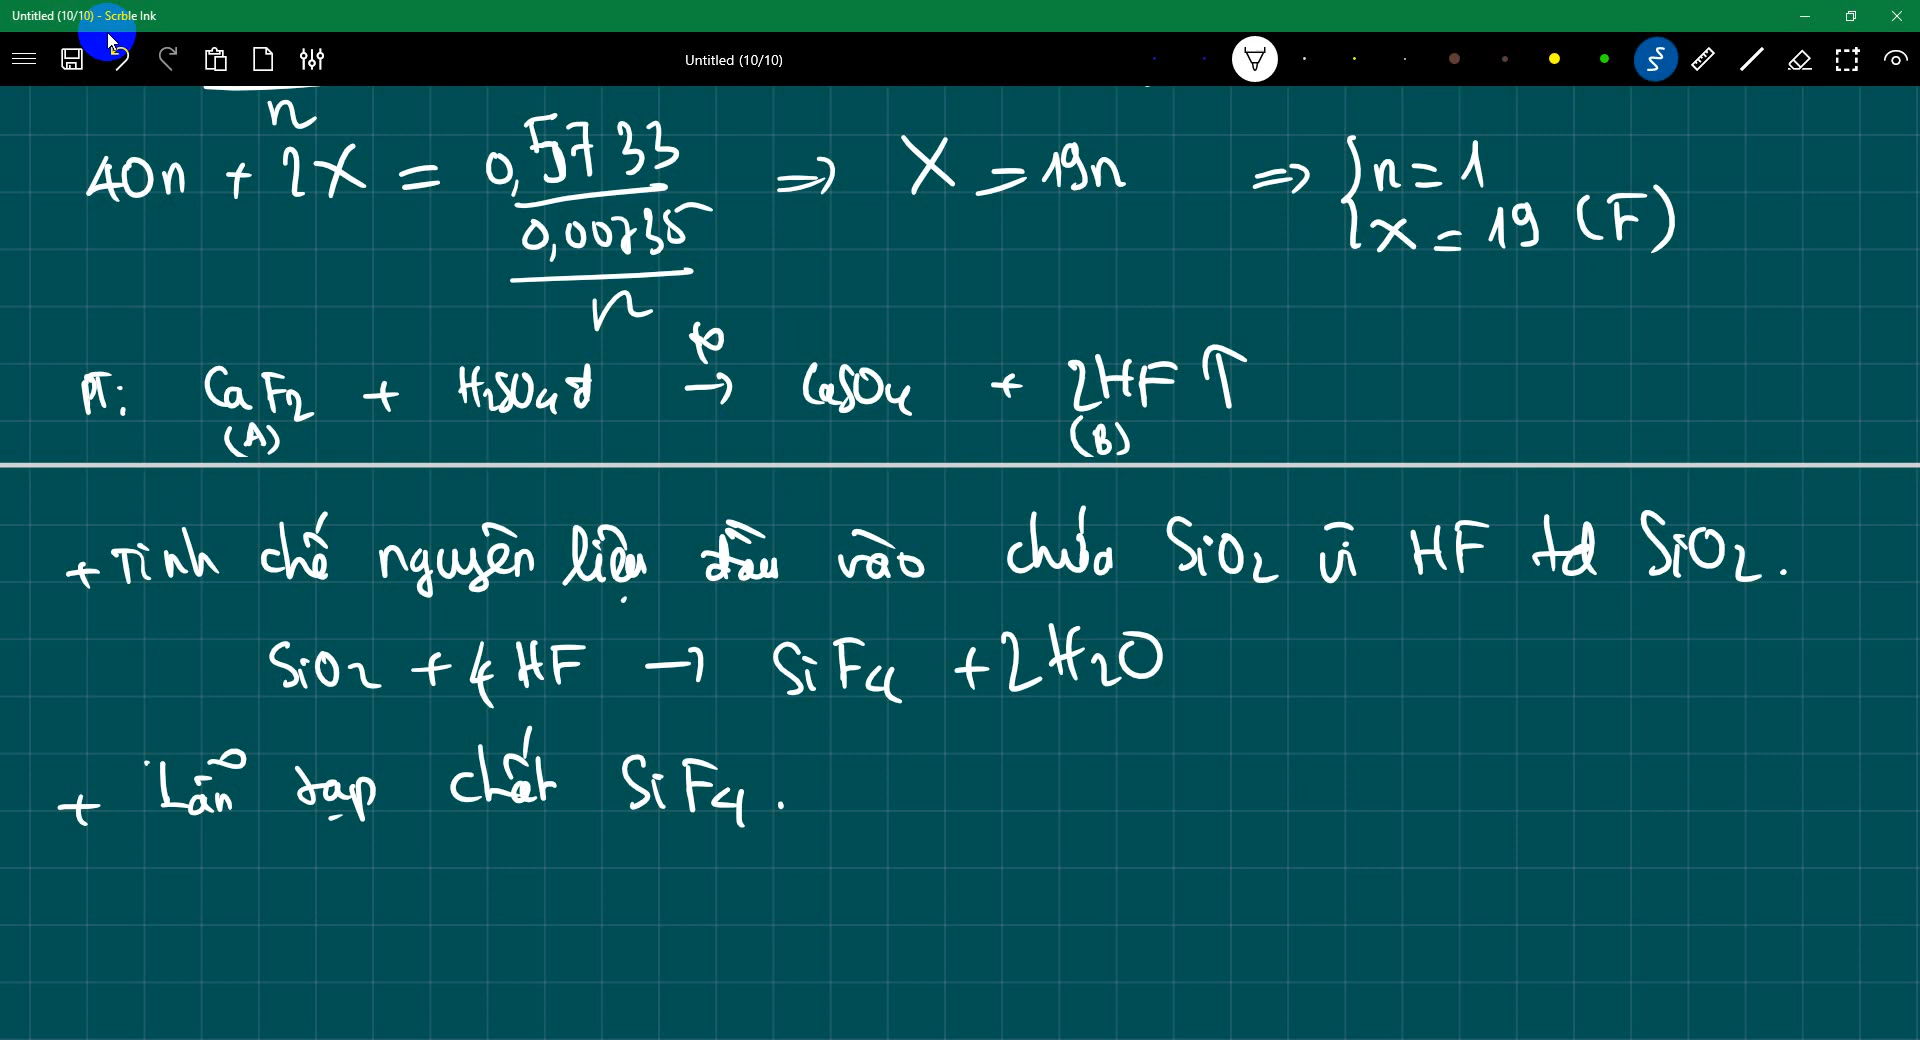 Untitled (10/10) - Scrble Ink
Untitled (10/10)
n
40n + 2X = 0,5733 / 0,00735 / n => X = 19n => { n = 1
X = 19 (F)
PT: CaF2 + H2SO4đ t° → CaSO4 + 2HF ↑
(A) (B)
+ Tinh chế nguyên liệu đầu vào chứa SiO2 vì HF td SiO2.
SiO2 + 4HF → SiF4 + 2H2O
+ Lẫn tạp chất SiF4.